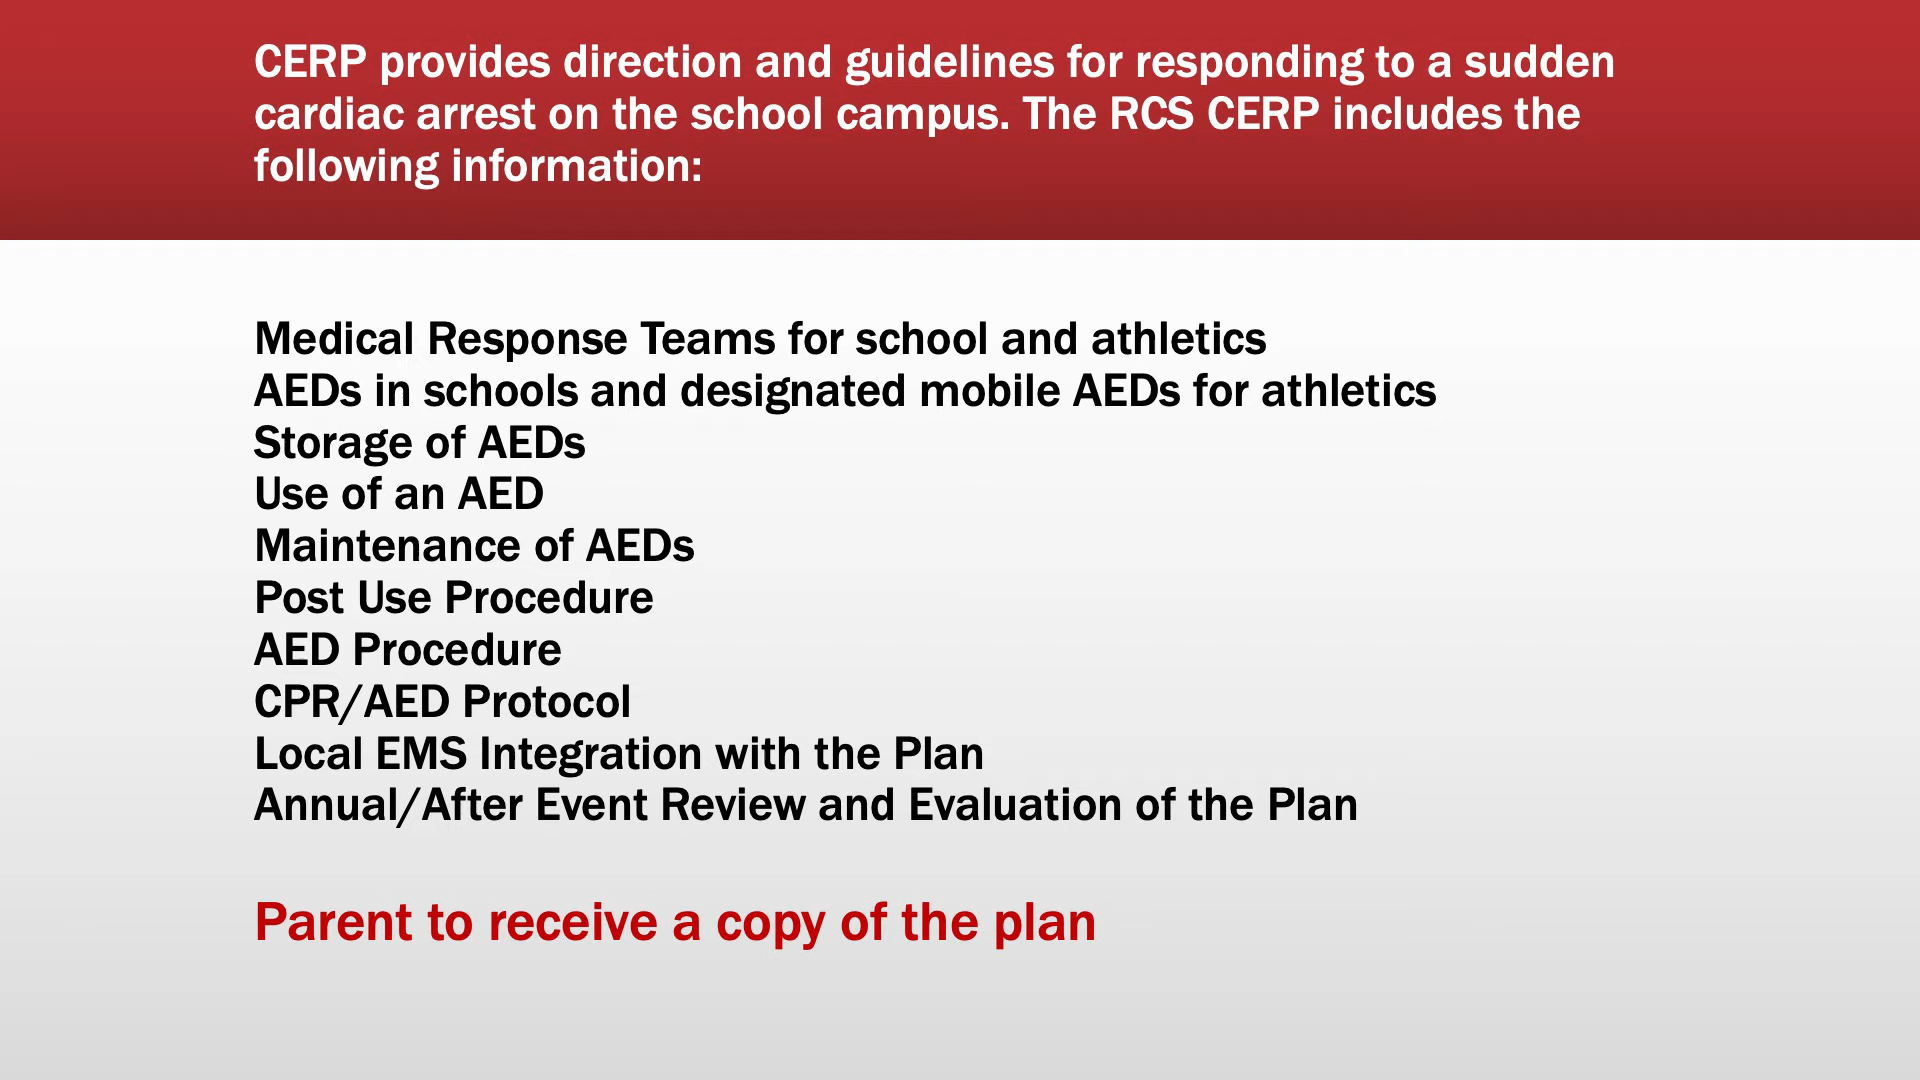 CERP provides direction and guidelines for responding to a sudden
cardiac arrest on the school campus. The RCS CERP includes the
following information:
Medical Response Teams for school and athletics
AEDs in schools and designated mobile AEDs for athletics
Storage of AEDs
Use of an AED
Maintenance of AEDs
Post Use Procedure
AED Procedure
CPR/AED Protocol
Local EMS Integration with the Plan
Annual/After Event Review and Evaluation of the Plan
Parent to receive a copy of the plan